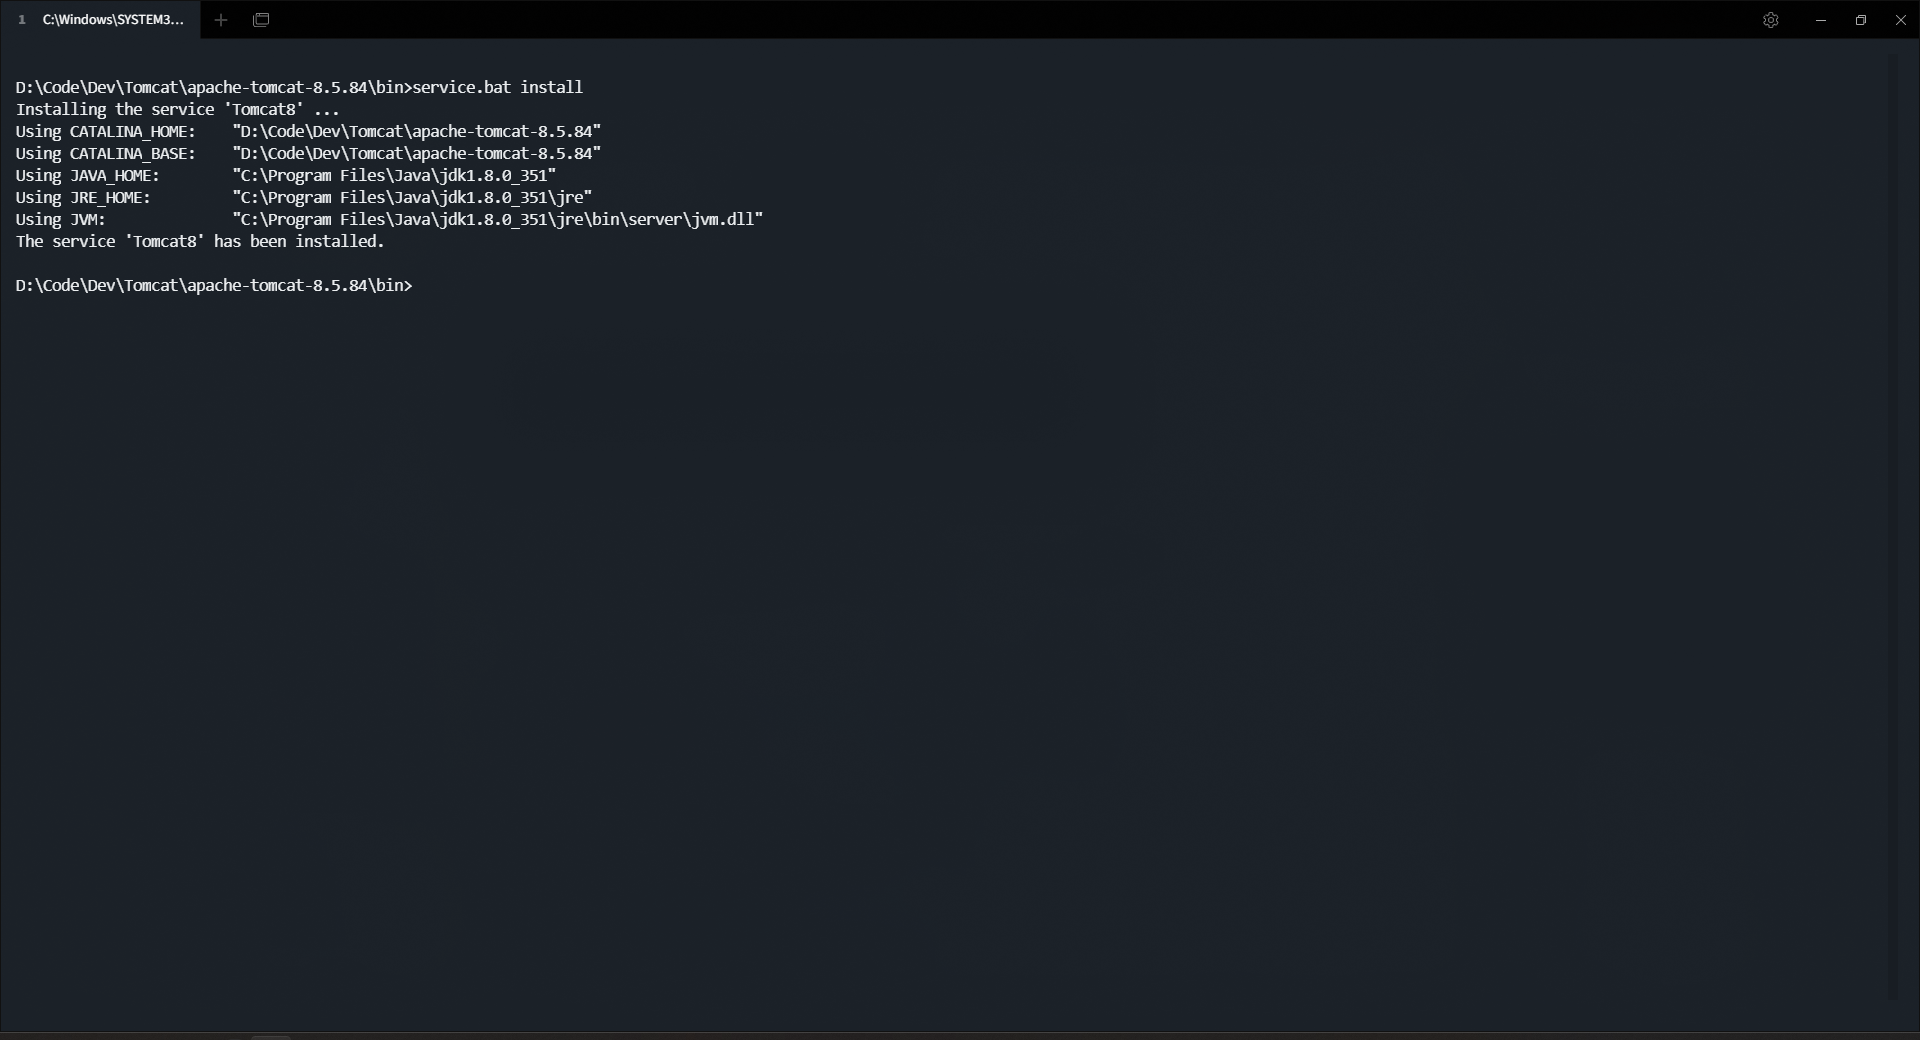 1 C:\Windows\SYSTEM3...
D:\Code\Dev\Tomcat\apache-tomcat-8.5.84\bin>service.bat install
Installing the service 'Tomcat8' ...
Using CATALINA_HOME:    "D:\Code\Dev\Tomcat\apache-tomcat-8.5.84"
Using CATALINA_BASE:    "D:\Code\Dev\Tomcat\apache-tomcat-8.5.84"
Using JAVA_HOME:        "C:\Program Files\Java\jdk1.8.0_351"
Using JRE_HOME:         "C:\Program Files\Java\jdk1.8.0_351\jre"
Using JVM:              "C:\Program Files\Java\jdk1.8.0_351\jre\bin\server\jvm.dll"
The service 'Tomcat8' has been installed.
D:\Code\Dev\Tomcat\apache-tomcat-8.5.84\bin>